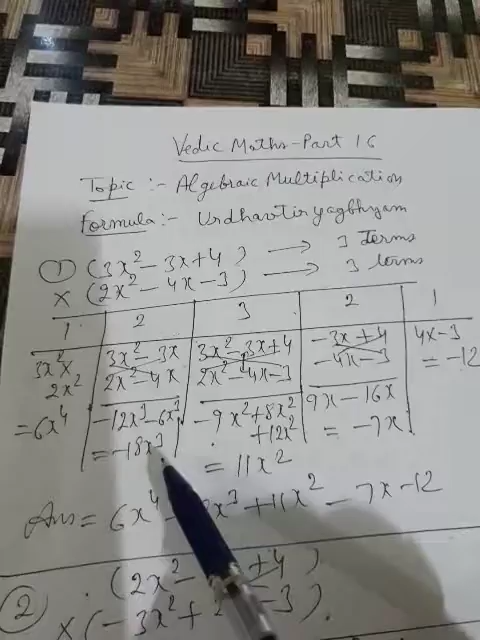 Vedic Maths-Part 16
Topic :- Algebraic Multiplication
Formula:- Urdhavtiryagbhyam
① (3x²-3x+4) → 3 Terms
× (2x²-4x-3) → 3 terms
1 2 3 2 1
3x²x 3x²-3x 3x²-3x+4 -3x+4 4x-3
2x² 2x²-4x 2x²-4x-3 -4x-3 = -12
=6x⁴ -12x³-6x³ -9x²+8x² 9x-16x
= -18x³ +12x² = -7x
= 11x²
Ans = 6x⁴ - x³ + 11x² - 7x - 12
② (2x² - +4)
×(-3x²+ -3)